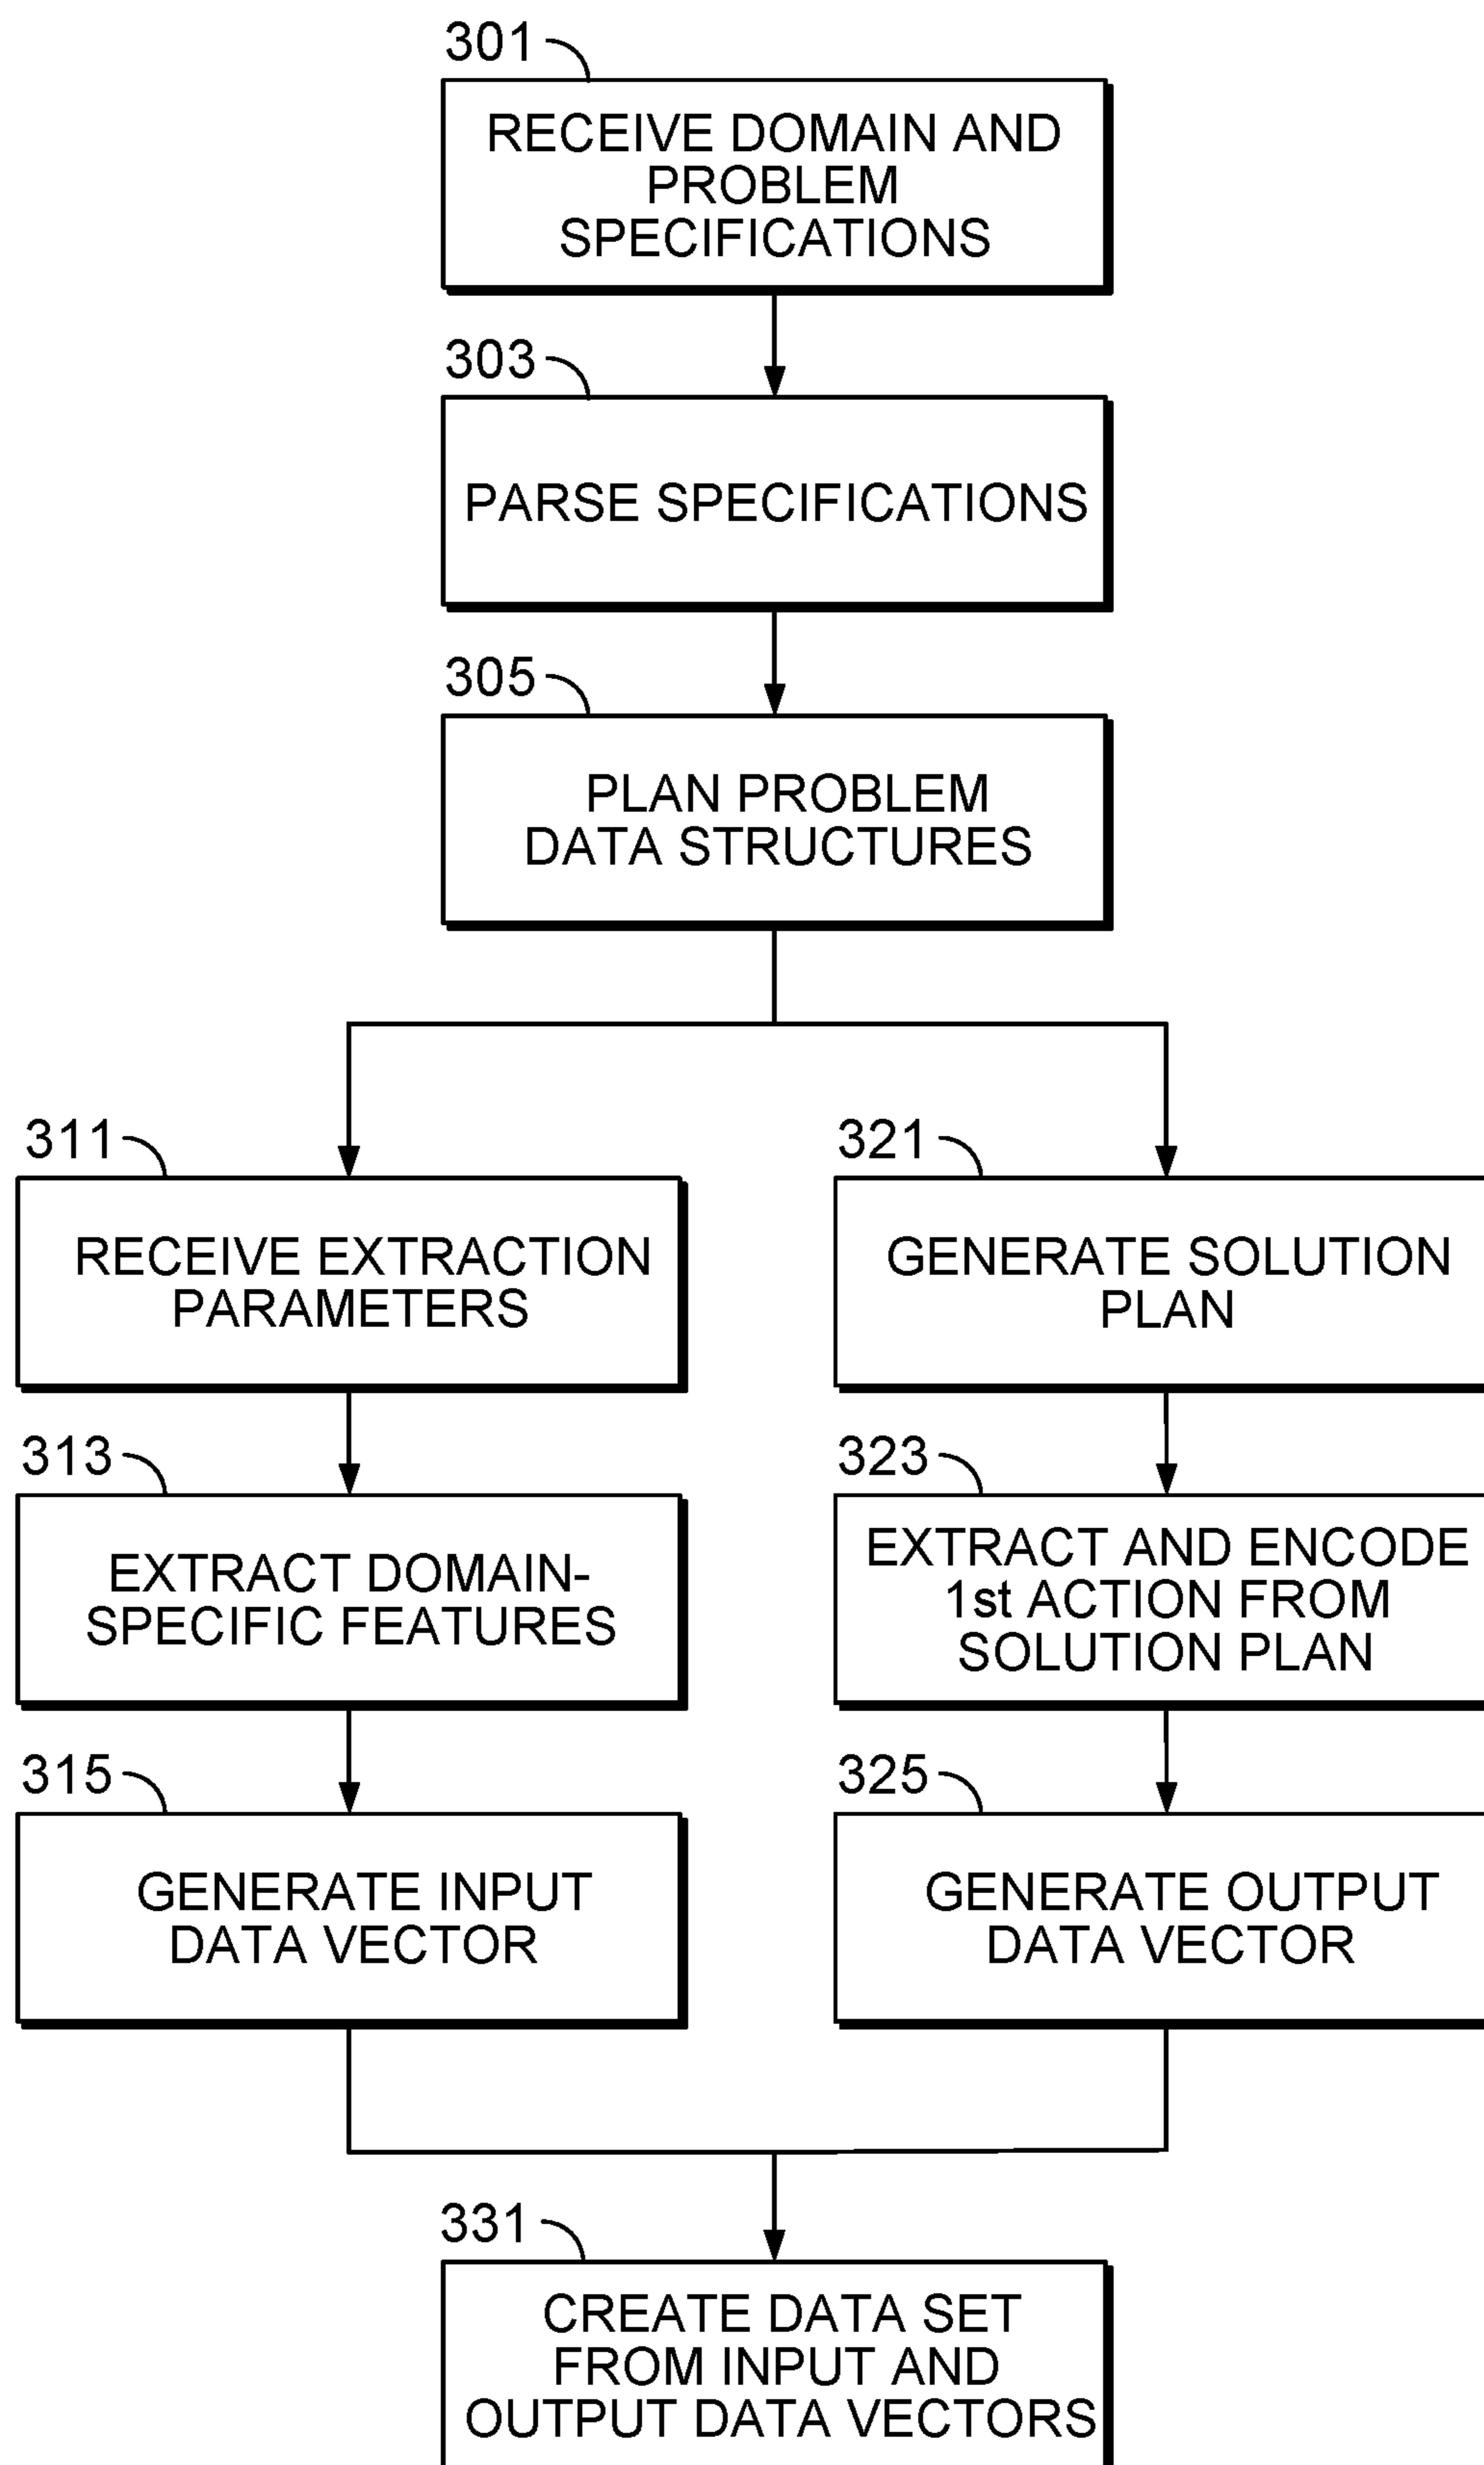 301
RECEIVE DOMAIN AND
PROBLEM
SPECIFICATIONS
303
PARSE SPECIFICATIONS
305
PLAN PROBLEM
DATA STRUCTURES
311
RECEIVE EXTRACTION
PARAMETERS
313
EXTRACT DOMAIN-
SPECIFIC FEATURES
315
GENERATE INPUT
DATA VECTOR
321
GENERATE SOLUTION
PLAN
323
EXTRACT AND ENCODE
1st ACTION FROM
SOLUTION PLAN
325
GENERATE OUTPUT
DATA VECTOR
331
CREATE DATA SET
FROM INPUT AND
OUTPUT DATA VECTORS